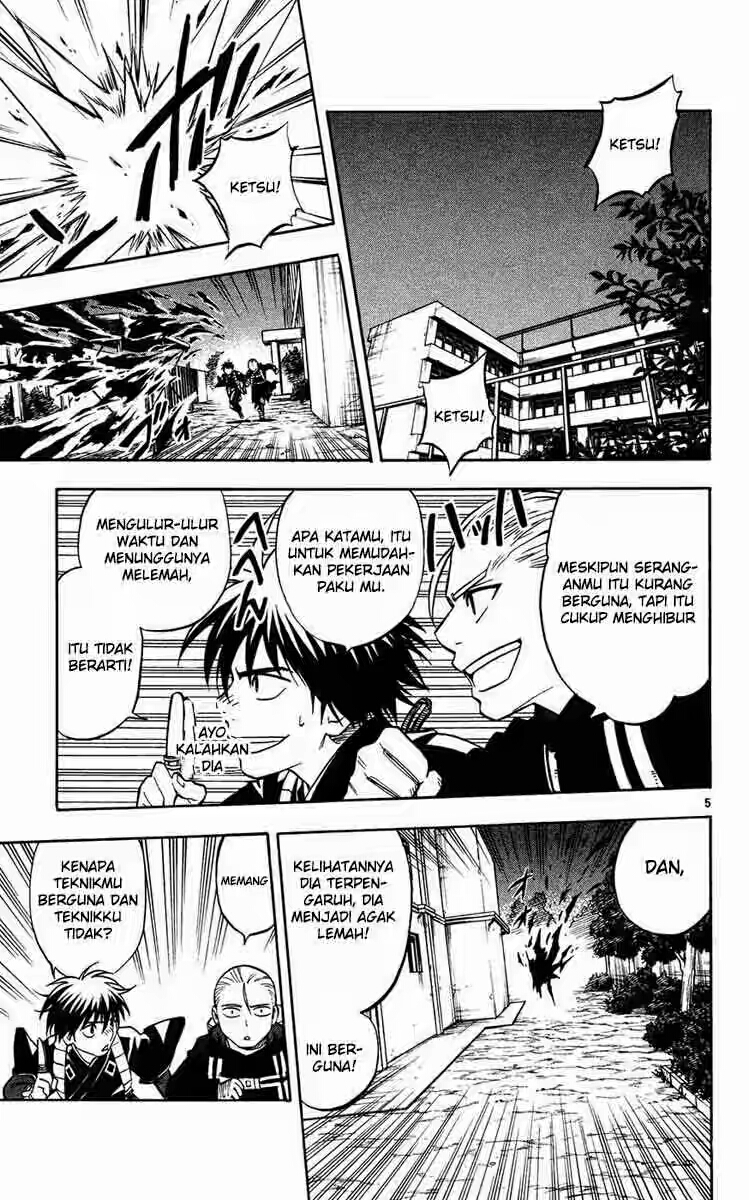 KETSU!
KETSU!
KETSU!
MESKIPUN SERANG-
ANMU ITU KURANG
BERGUNA, TAPI ITU
CUKUP MENGHIBUR
APA KATAMU, ITU
UNTUK MEMUDAH-
KAN PEKERJAAN
PAKU MU.
MENGULUR-ULUR
WAKTU DAN
MENUNGGUNYA
MELEMAH,
ITU TIDAK
BERARTI!
AYO
KALAHKAN
DIA
5
DAN,
KELIHATANNYA
DIA TERPEN-
GARUH, DIA
MENJADI AGAK
LEMAH!
INI BER-
GUNA!
MEMANG
KENAPA
TEKNIKMU
BERGUNA DAN
TEKNIKKU
TIDAK?